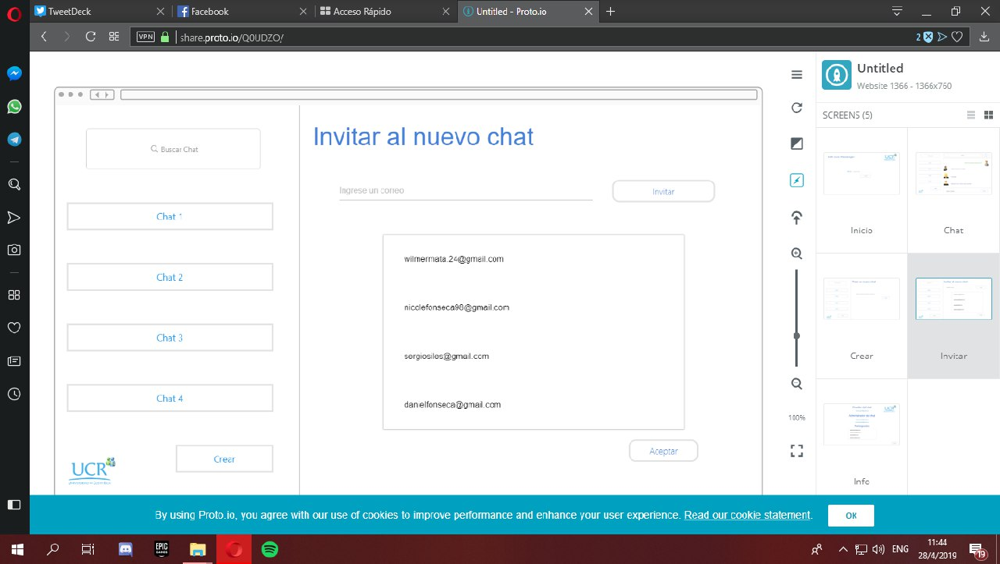 TweetDeck
Facebook
Acceso Rápido
Untitled - Proto.io
VPN
share.proto.io/Q0UDZO/
2
Untitled
Website 1366 - 1366x760
SCREENS (5)
Buscar Chat
Chat 1
Chat 2
Chat 3
Chat 4
Crear
UCR
Invitar al nuevo chat
Ingrese un correo
Invitar
wilmermata.24@gmail.com
nicolefonseca98@gmail.com
sergiosiles@gmail.com
danielfonseca@gmail.com
Aceptar
100%
Inicio
Chat
Crear
Invitar
Info
By using Proto.io, you agree with our use of cookies to improve performance and enhance your user experience. Read our cookie statement.
OK
EPIC
GAMES
ENG
11:44
28/4/2019
19